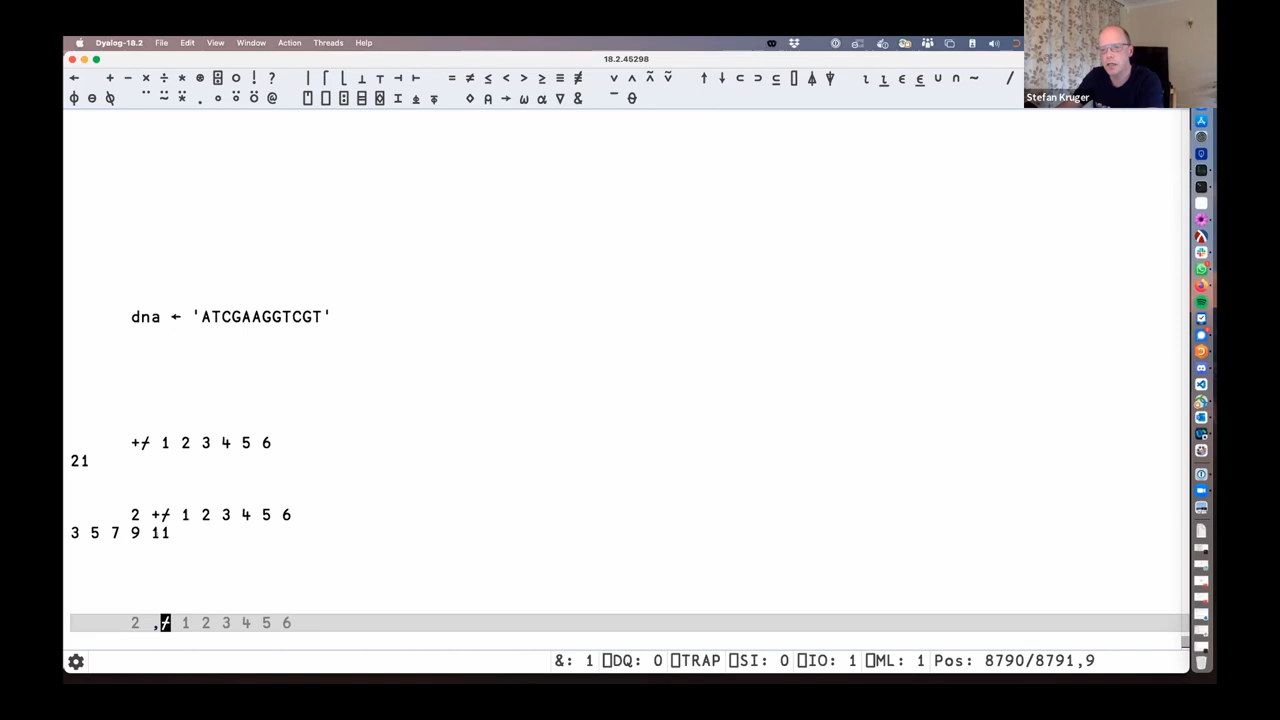 Dyalog-18.2 File Edit View Window Action Threads Help
18.2.45298
← + - × ÷ * ⍟ ⌹ ○ ! ? | ⌈ ⌊ ⊥ ⊤ ⊣ ⊢ = ≠ ≤ < > ≥ ≡ ≢ ∨ ∧ ⍲ ⍱ ↑ ↓ ⊂ ⊃ ⊆ ⌷ ⍋ ⍒ ⍳ ⍸ ∊ ⍷ ∪ ∩ ~ /
⌽ ⊖ ⍉ ¨ ⍨ ⍣ . ∘ ⍤ ⍥ ⍞ ⎕ ⍠ ⌸ ⌺ ⌶ ⍎ ⍕ ⋄ ⍝ → ⍵ ⍺ ∇ & ¯ ⍬
Stefan Kruger
dna ← 'ATCGAAGGTCGT'
+⌿ 1 2 3 4 5 6
21
2 +⌿ 1 2 3 4 5 6
3 5 7 9 11
2 ,⌿ 1 2 3 4 5 6
&: 1 ⎕DQ: 0 ⎕TRAP ⎕SI: 0 ⎕IO: 1 ⎕ML: 1 Pos: 8790/8791,9